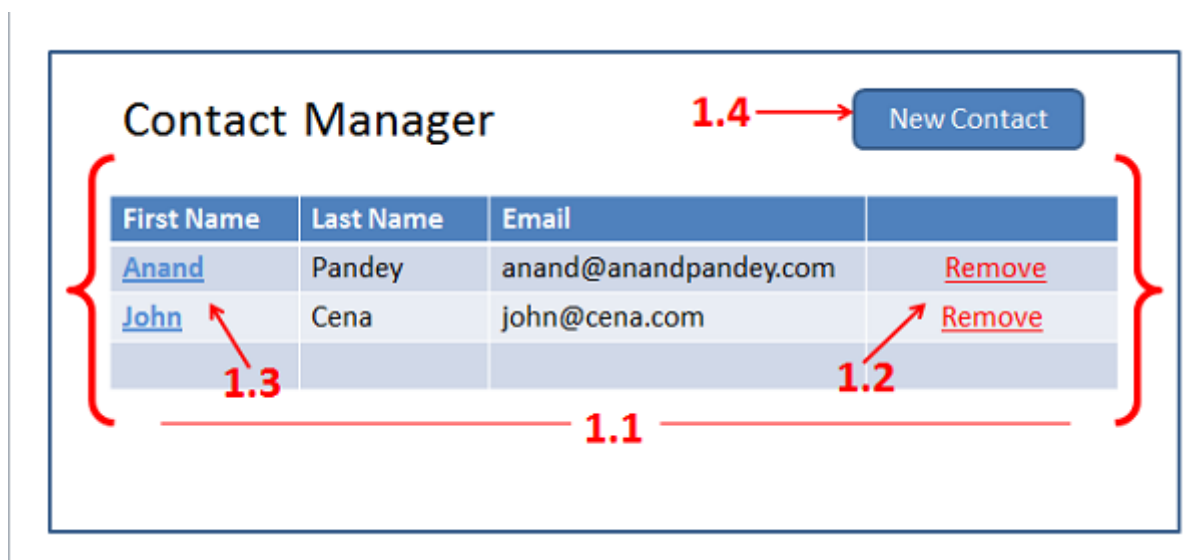 Contact Manager 1.4 New Contact
First Name Last Name Email
Anand Pandey anand@anandpandey.com Remove
John Cena john@cena.com Remove
1.3 1.2
1.1